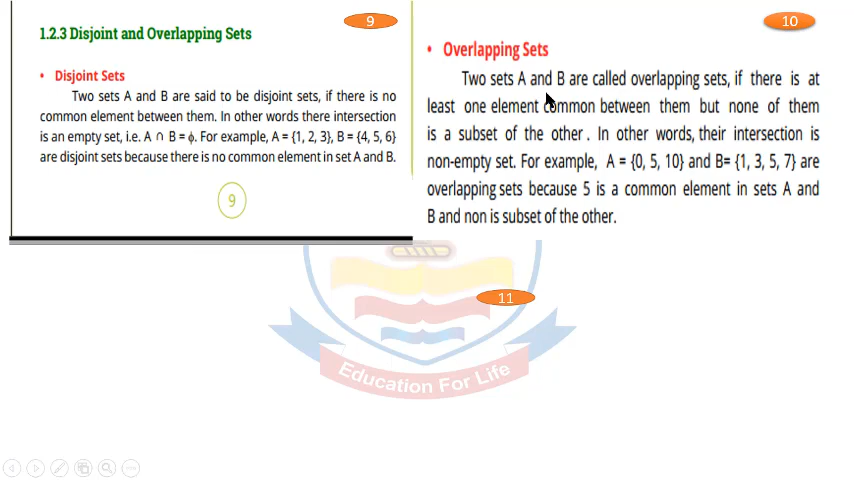 9
1.2.3 Disjoint and Overlapping Sets
• Disjoint Sets
Two sets A and B are said to be disjoint sets, if there is no
common element between them. In other words there intersection
is an empty set, i.e. A ∩ B = ϕ. For example, A = {1, 2, 3}, B = {4, 5, 6}
are disjoint sets because there is no common element in set A and B.
9
10
• Overlapping Sets
Two sets A and B are called overlapping sets, if there is at
least one element common between them but none of them
is a subset of the other . In other words, their intersection is
non-empty set. For example, A = {0, 5, 10} and B= {1, 3, 5, 7} are
overlapping sets because 5 is a common element in sets A and
B and non is subset of the other.
11
Education For Life